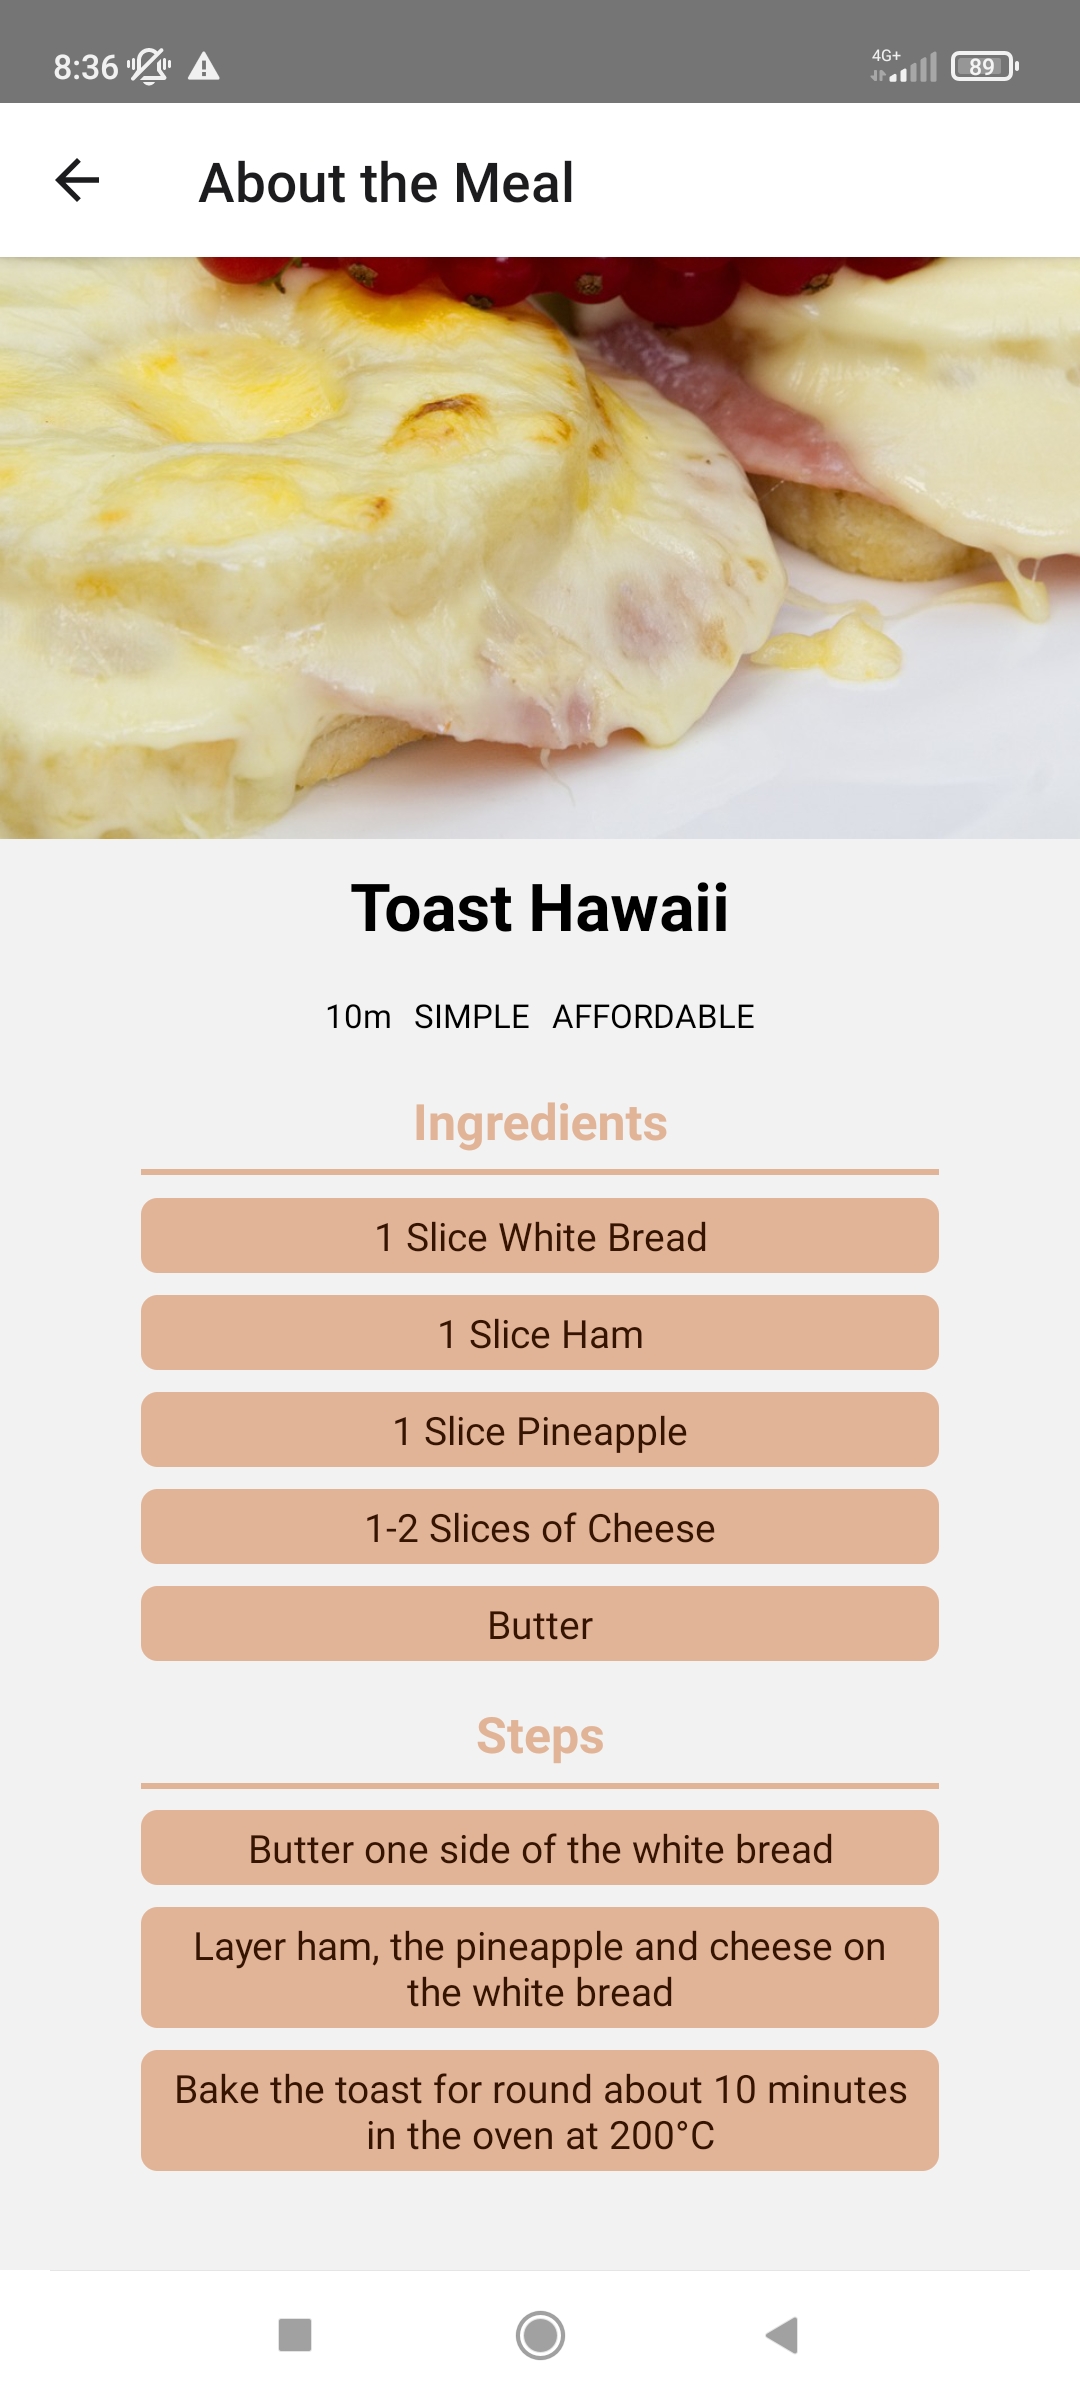 8:36
4G+
89
About the Meal
Toast Hawaii
10m SIMPLE AFFORDABLE
Ingredients
1 Slice White Bread
1 Slice Ham
1 Slice Pineapple
1-2 Slices of Cheese
Butter
Steps
Butter one side of the white bread
Layer ham, the pineapple and cheese on
the white bread
Bake the toast for round about 10 minutes
in the oven at 200°C